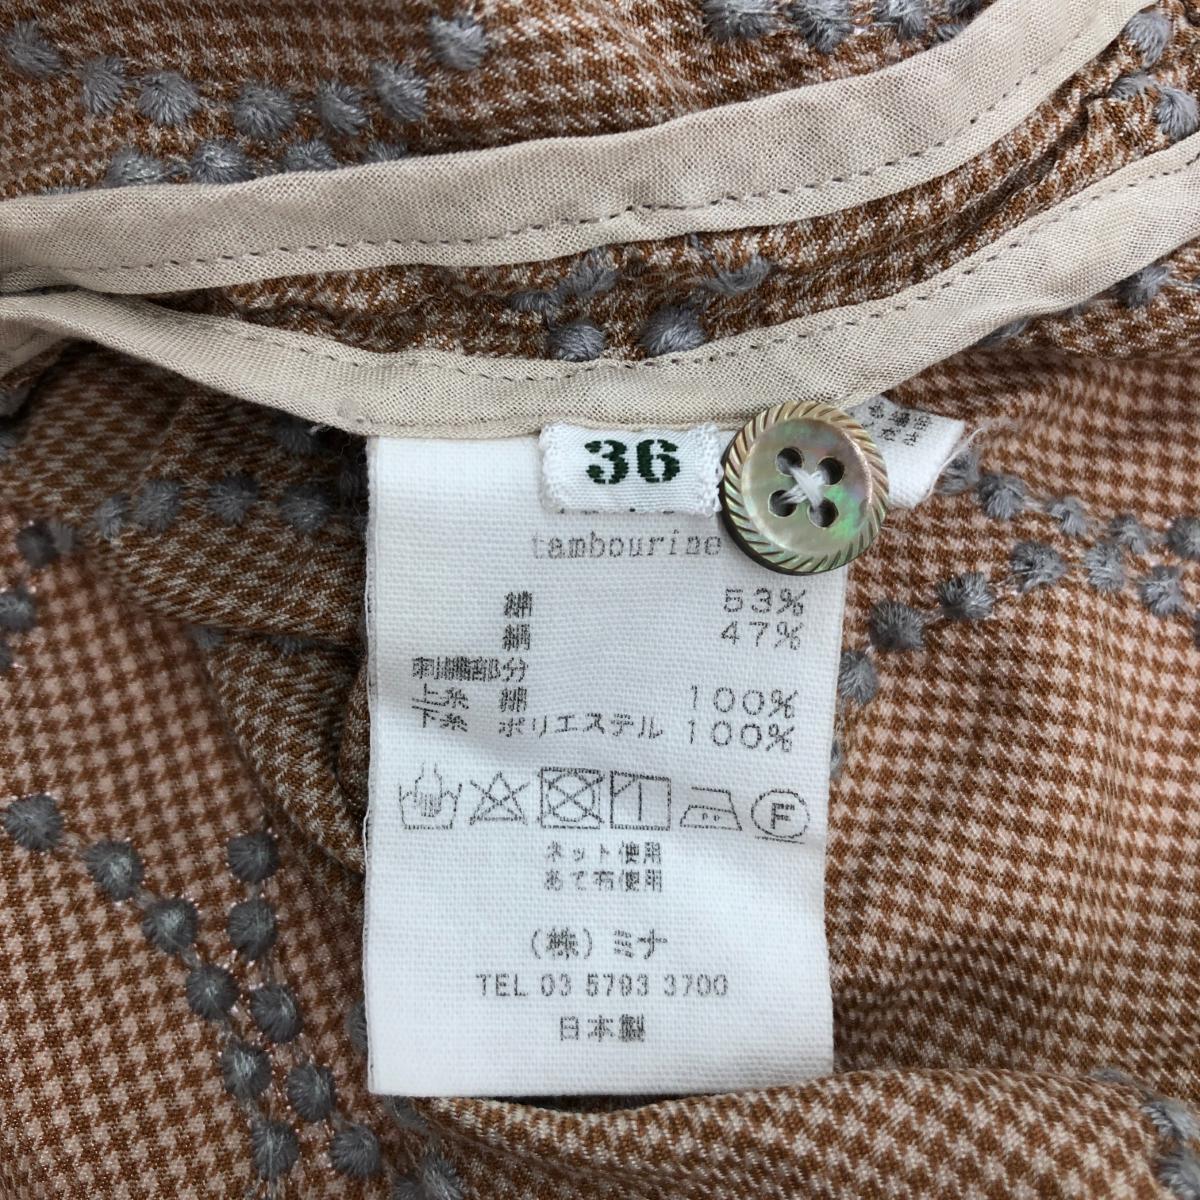 36
tambourine
綿 53%
絹 47%
刺繍部分
上糸 綿 100%
下糸 ポリエステル 100%
F
ネット使用
あて布使用
(株)ミナ
TEL 03 5793 3700
日本製